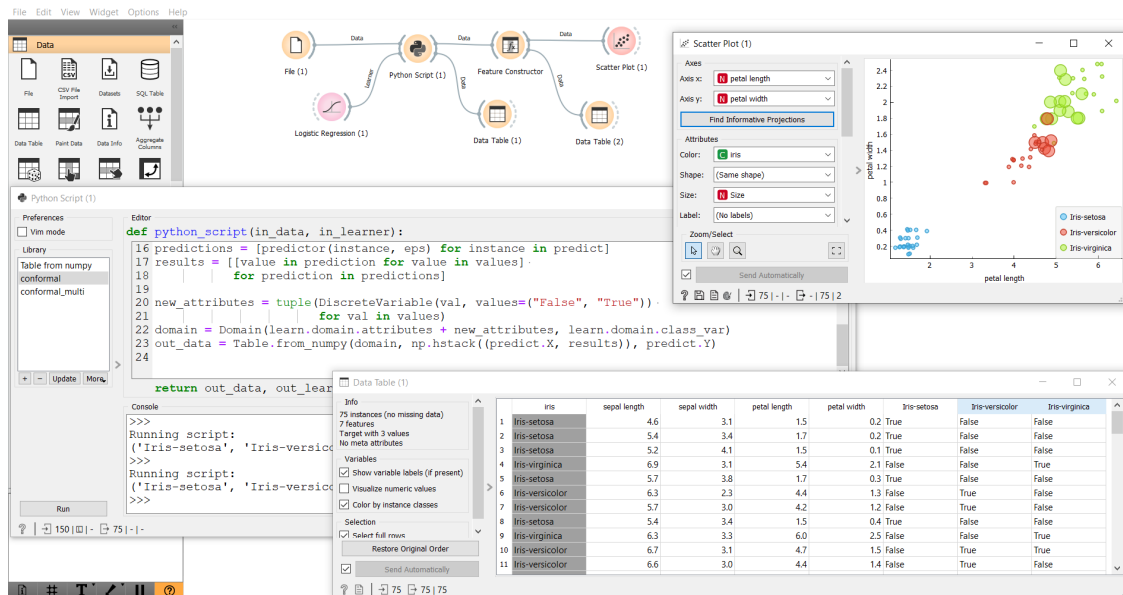 File Edit View Widget Options Help
Data
File
CSV File Import
Datasets
SQL Table
Data Table
Paint Data
Data Info
Aggregate Columns
File (1)
Data
Python Script (1)
Data
Feature Constructor
Data
Scatter Plot (1)
Learner
Data
Data
Logistic Regression (1)
Data Table (1)
Data Table (2)
Scatter Plot (1)
Axes
Axis x: N petal length
Axis y: N petal width
Find Informative Projections
Attributes
Color: C iris
Shape: (Same shape)
Size: N Size
Label: (No labels)
Zoom/Select
Send Automatically
75 | - | - - | 75 | 2
petal width
2.4
2.2
2
1.8
1.6
1.4
1.2
1
0.8
0.6
0.4
0.2
2 3 4 5 6
petal length
Iris-setosa
Iris-versicolor
Iris-virginica
Python Script (1)
Preferences
Vim mode
Library
Table from numpy
conformal
conformal_multi
+ − Update More
Run
150 | | - 75 | - | -
Editor
def python_script(in_data, in_learner):
16 predictions = [predictor(instance, eps) for instance in predict]
17 results = [[value in prediction for value in values]
18 for prediction in predictions]
19
20 new_attributes = tuple(DiscreteVariable(val, values=("False", "True"))
21 for val in values)
22 domain = Domain(learn.domain.attributes + new_attributes, learn.domain.class_var)
23 out_data = Table.from_numpy(domain, np.hstack((predict.X, results)), predict.Y)
24
return out_data, out_lear
Console
>>>
Running script:
('Iris-setosa', 'Iris-versico
>>>
Running script:
('Iris-setosa', 'Iris-versico
>>>
Data Table (1)
Info
75 instances (no missing data)
7 features
Target with 3 values
No meta attributes
Variables
Show variable labels (if present)
Visualize numeric values
Color by instance classes
Selection
Select full rows
Restore Original Order
Send Automatically
75 75 | 75
iris sepal length sepal width petal length petal width Iris-setosa Iris-versicolor Iris-virginica
1 Iris-setosa 4.6 3.1 1.5 0.2 True False False
2 Iris-setosa 5.4 3.4 1.7 0.2 True False False
3 Iris-setosa 5.2 4.1 1.5 0.1 True False False
4 Iris-virginica 6.9 3.1 5.4 2.1 False False True
5 Iris-setosa 5.7 3.8 1.7 0.3 True False False
6 Iris-versicolor 6.3 2.3 4.4 1.3 False True False
7 Iris-versicolor 5.7 3.0 4.2 1.2 False True False
8 Iris-setosa 5.4 3.4 1.5 0.4 True False False
9 Iris-virginica 6.3 3.3 6.0 2.5 False False True
10 Iris-versicolor 6.7 3.1 4.7 1.5 False True True
11 Iris-versicolor 6.6 3.0 4.4 1.4 False True False